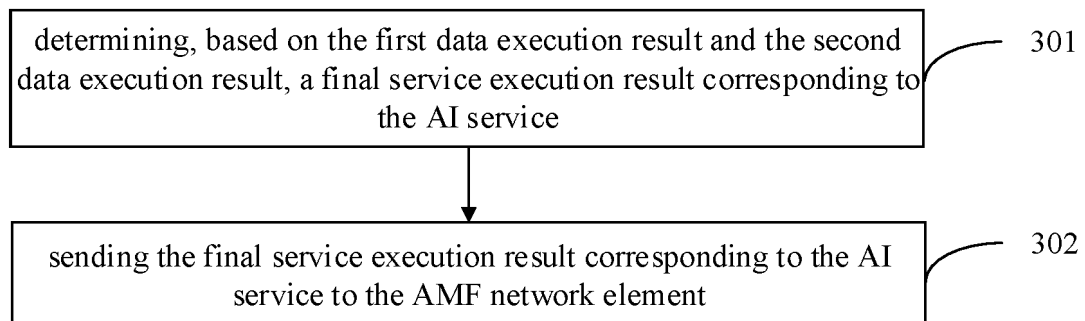 determining, based on the first data execution result and the second
data execution result, a final service execution result corresponding to
the AI service
301
sending the final service execution result corresponding to the AI
service to the AMF network element
302